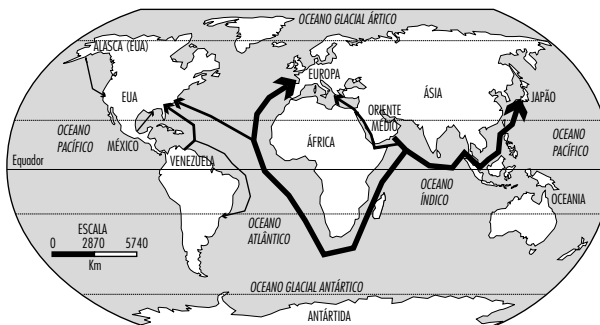 OCEANO GLACIAL ÁRTICO
ALASCA (EUA)
EUROPA
ÁSIA
EUA
JAPÃO
ORIENTE
MÉDIO
OCEANO
PACÍFICO
OCEANO
PACÍFICO
MÉXICO
ÁFRICA
Equador
VENEZUELA
OCEANO
ÍNDICO
OCEANIA
OCEANO
ATLÂNTICO
ESCALA
0 2870 5740
Km
OCEANO GLACIAL ANTÁRTICO
ANTÁRTIDA